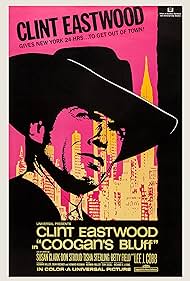 CLINT EASTWOOD
GIVES NEW YORK 24 HRS...TO GET OUT OF TOWN!
UNIVERSAL PRESENTS
CLINT EASTWOOD
in "COOGAN'S BLUFF"
SUSAN CLARK · DON STROUD · TISHA STERLING · BETTY FIELD
LEE J. COBB
IN COLOR · A UNIVERSAL PICTURE